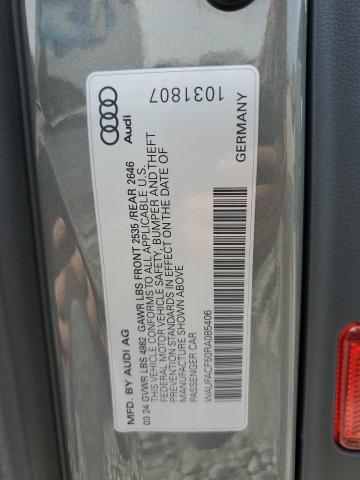 Audi
1031807
GERMANY
MFD. BY AUDI AG
03 24 GVWR LBS 4982 GAWR LBS FRONT 2535/REAR 2646
THIS VEHICLE CONFORMS TO ALL APPLICABLE U.S.
FEDERAL MOTOR VEHICLE SAFETY, BUMPER AND THEFT
PREVENTION STANDARDS IN EFFECT ON THE DATE OF
MANUFACTURE SHOWN ABOVE
PASSENGER CAR
WAUFACF50RA085406